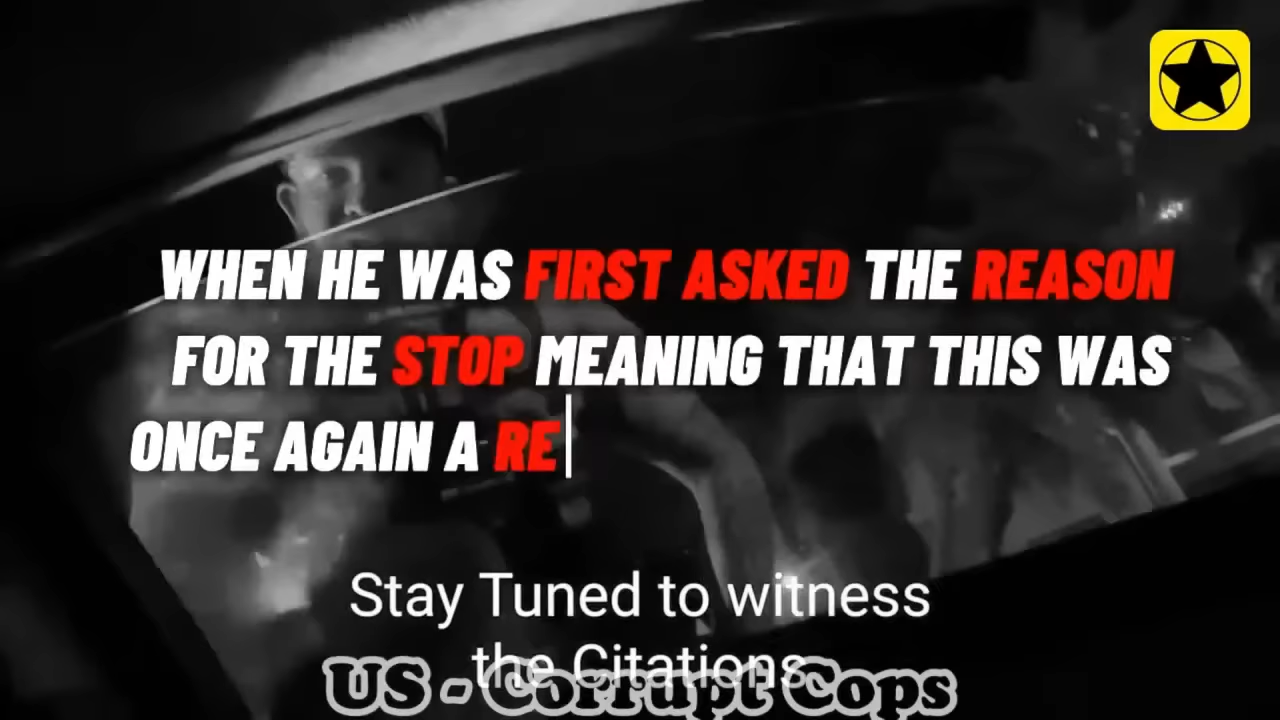 WHEN HE WAS FIRST ASKED THE REASON
FOR THE STOP MEANING THAT THIS WAS
ONCE AGAIN A RE
Stay Tuned to witness
the Citations
US - Corrupt Cops